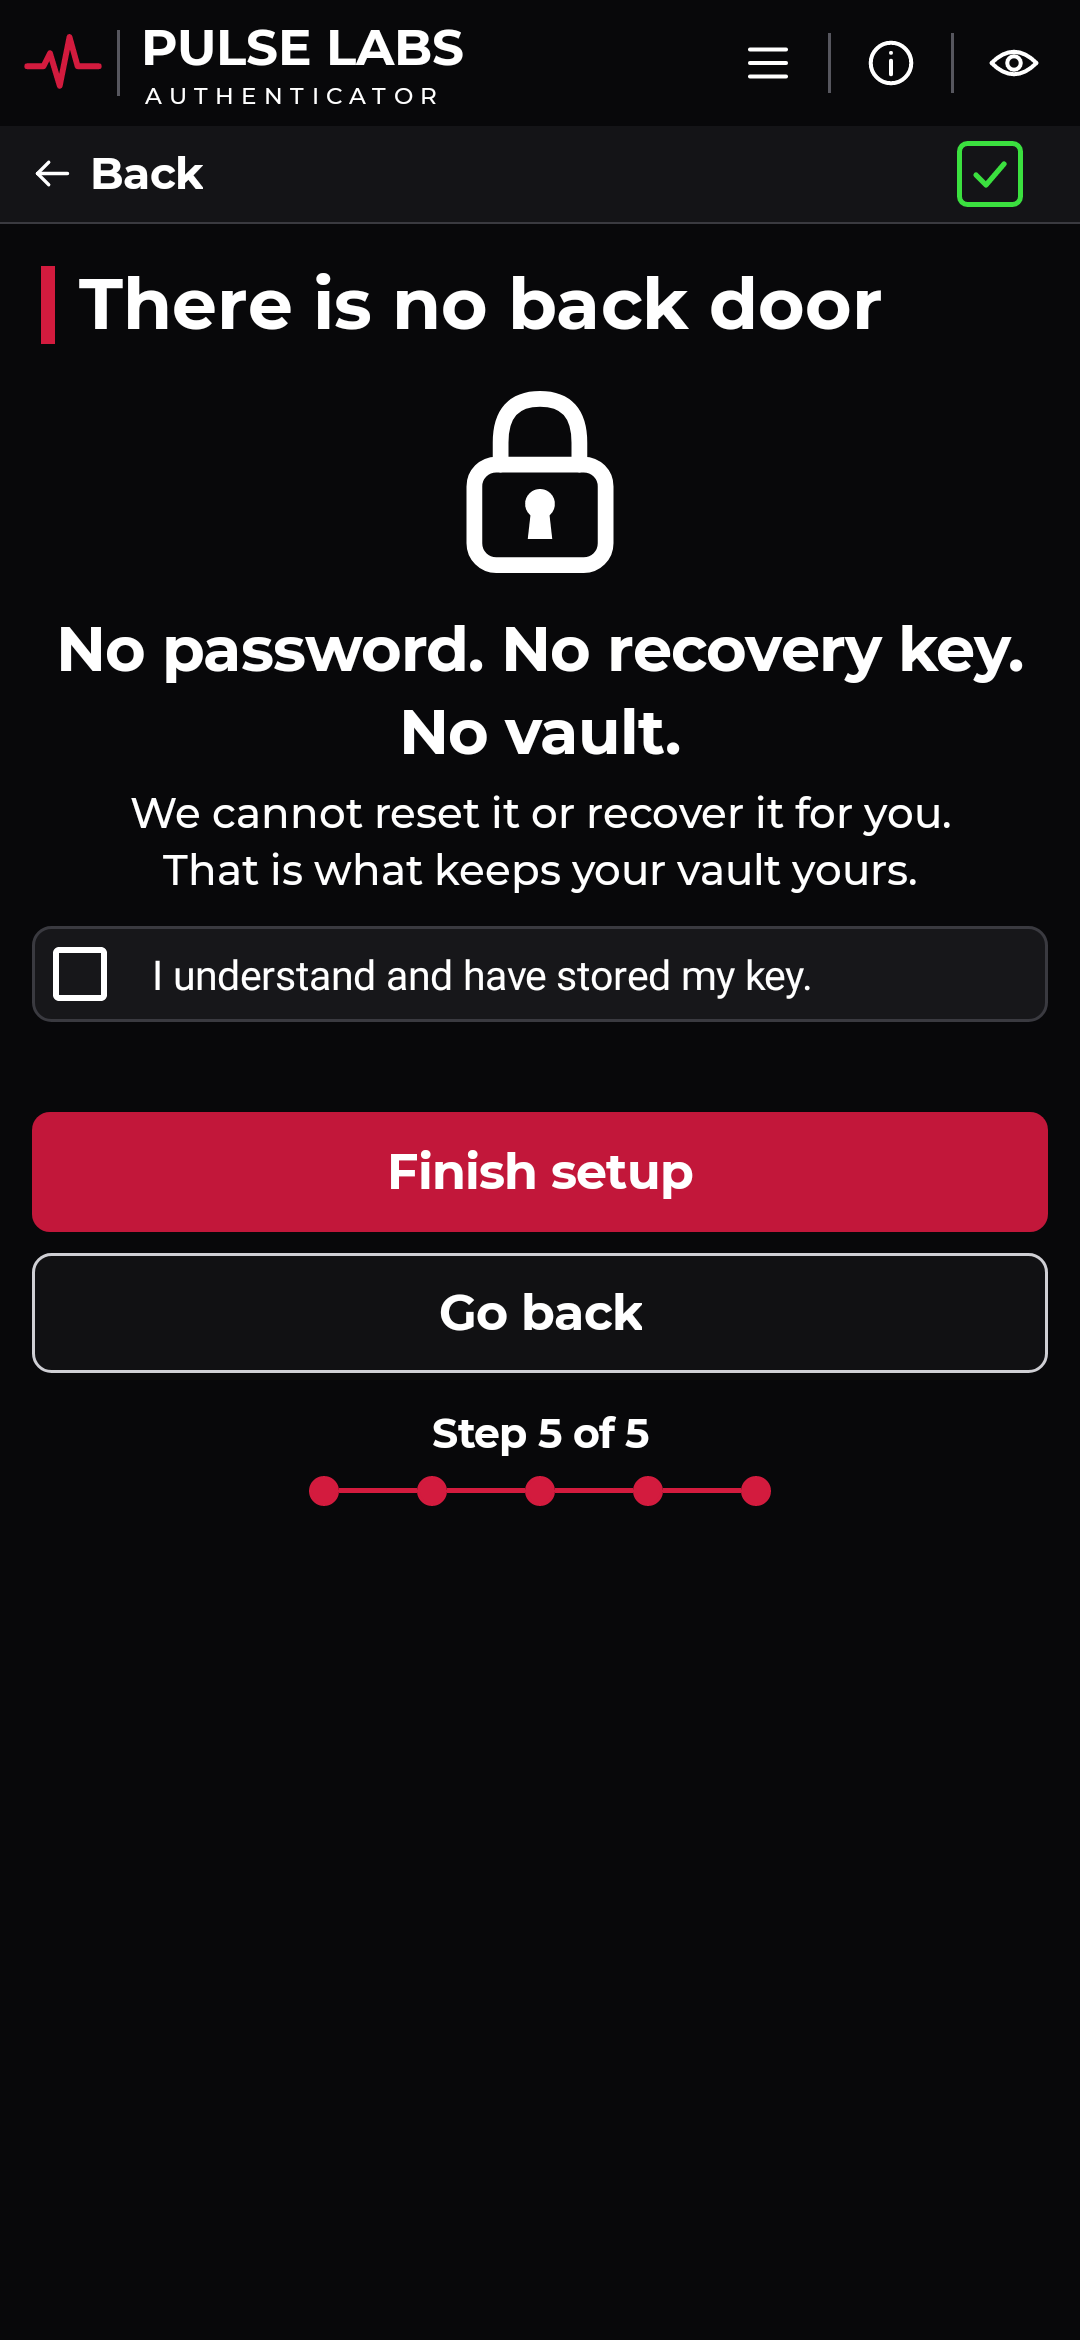 PULSE LABS
AUTHENTICATOR
Back
There is no back door
No password. No recovery key.
No vault.
We cannot reset it or recover it for you.
That is what keeps your vault yours.
I understand and have stored my key.
Finish setup
Go back
Step 5 of 5